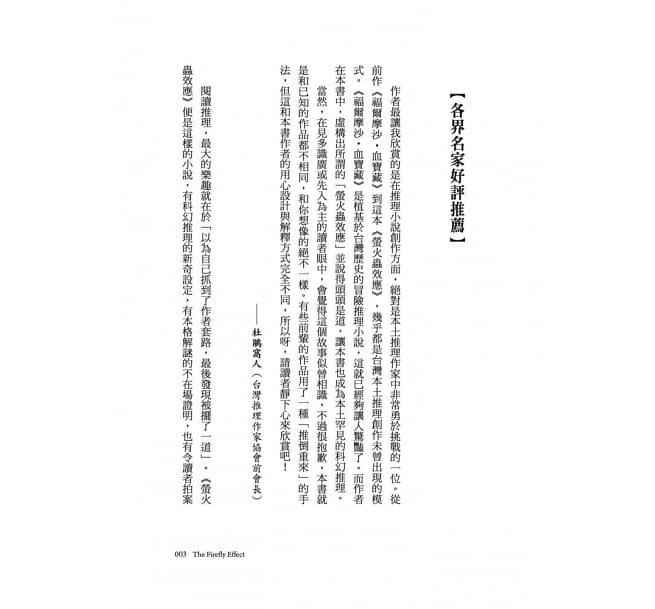 【各界名家好評推薦】
作者最讓我欣賞的是在推理小說創作方面，絕對是本土推理作家中非常勇於挑戰的一位。從
前作《福爾摩沙・血寶藏》到這本《螢火蟲效應》，幾乎都是台灣本土推理創作未曾出現的模
式。《福爾摩沙・血寶藏》是植基於台灣歷史的冒險推理小說，這就已經夠讓人驚豔了。而作者
在本書中，虛構出所謂的「螢火蟲效應」並說得頭頭是道，讓本書也成為本土罕見的科幻推理。
當然，在見多識廣或先入為主的讀者眼中，會覺得這個故事似曾相識，不過很抱歉，本書就
是和已知的作品都不相同，和你想像的絕不一樣。有些前輩的作品用了一種「推倒重來」的手
法，但這和本書作者的用心設計與解釋方式完全不同，所以呀，請讀者靜下心來欣賞吧！
——杜鵑窩人（台灣推理作家協會前會長）
閱讀推理，最大的樂趣就在於「以為自己抓到了作者套路，最後發現被擺了一道」。《螢火
蟲效應》便是這樣的小說，有科幻推理的新奇設定，有本格解謎的不在場證明，也有令讀者拍案
003 The Firefly Effect